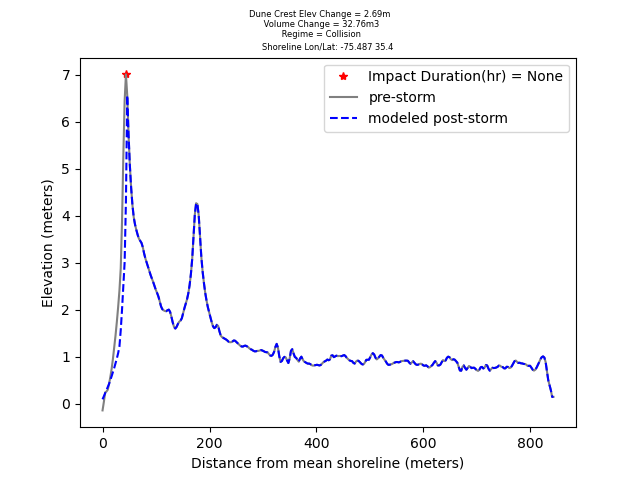 Dune Crest Elev Change = 2.69m
Volume Change = 32.76m3
Regime = Collision
Shoreline Lon/Lat: -75.487 35.4
Impact Duration(hr) = None
pre-storm
modeled post-storm
7
6
5
4
3
2
1
0
Elevation (meters)
0 200 400 600 800
Distance from mean shoreline (meters)